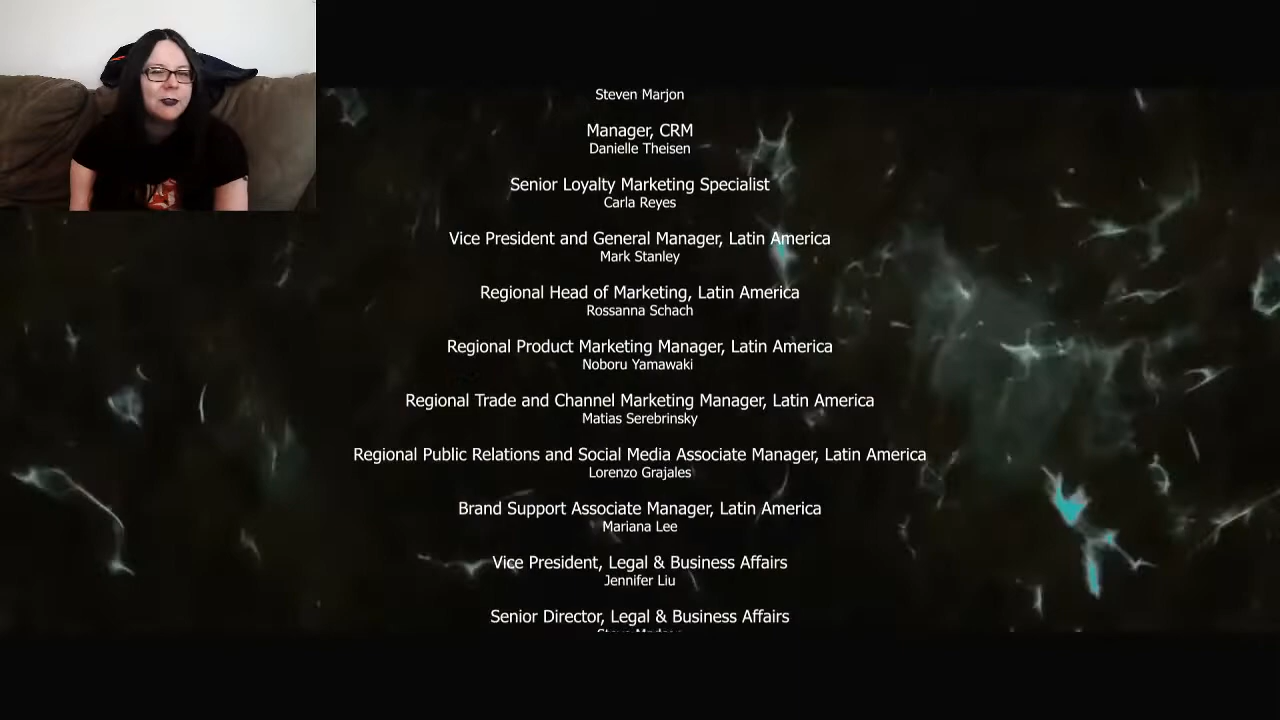 Steven Marjon
Manager, CRM
Danielle Theisen
Senior Loyalty Marketing Specialist
Carla Reyes
Vice President and General Manager, Latin America
Mark Stanley
Regional Head of Marketing, Latin America
Rossanna Schach
Regional Product Marketing Manager, Latin America
Noboru Yamawaki
Regional Trade and Channel Marketing Manager, Latin America
Matias Serebrinsky
Regional Public Relations and Social Media Associate Manager, Latin America
Lorenzo Grajales
Brand Support Associate Manager, Latin America
Mariana Lee
Vice President, Legal & Business Affairs
Jennifer Liu
Senior Director, Legal & Business Affairs